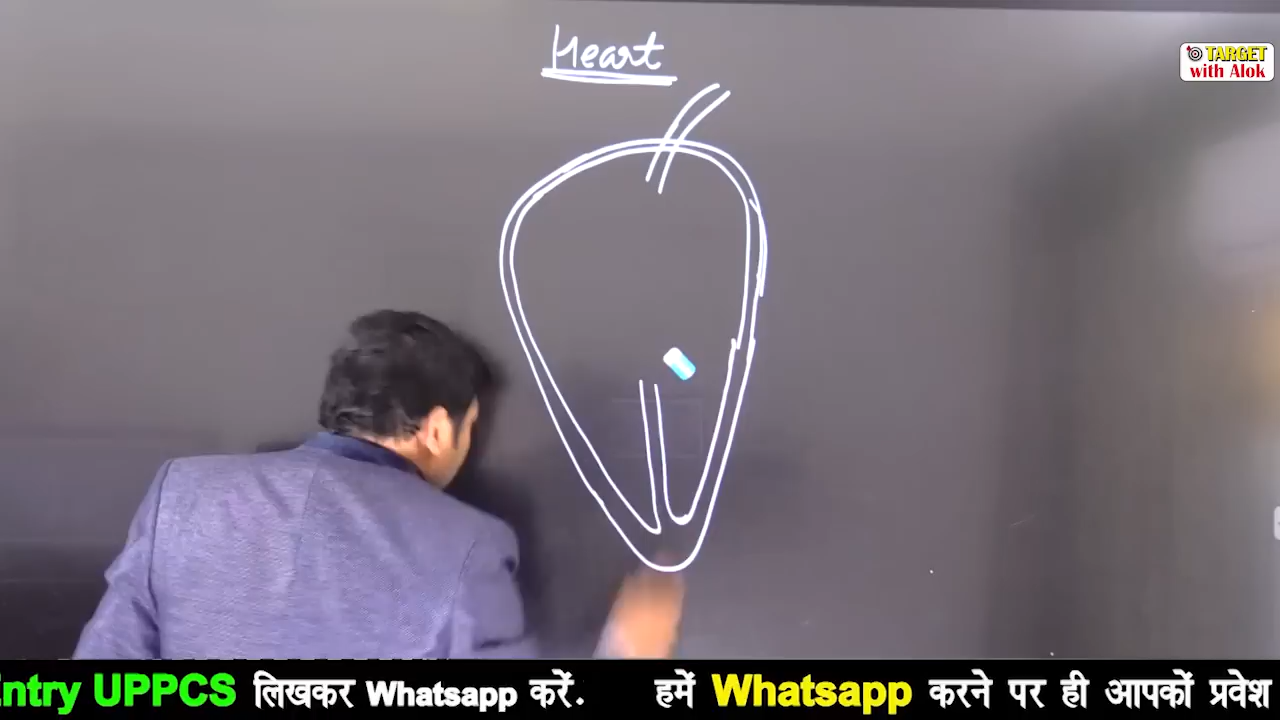 Heart
TARGET
with Alok
Entry UPPCS लिखकर Whatsapp करें. हमें Whatsapp करने पर ही आपकों प्रवेश